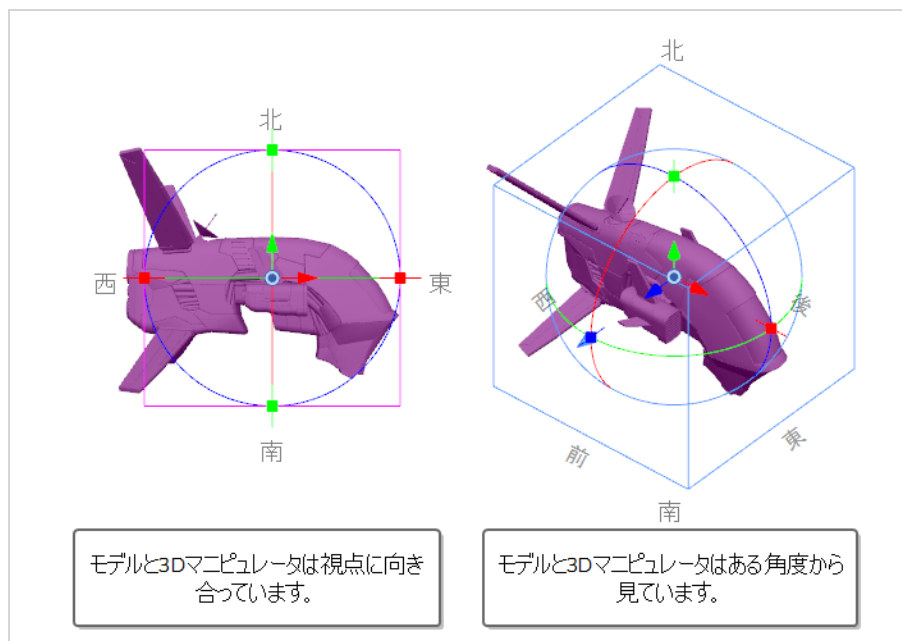 北
西
東
南
モデルと3Dマニピュレータは視点に向き
合っています。
北
西
後
前
東
南
モデルと3Dマニピュレータはある角度から
見ています。